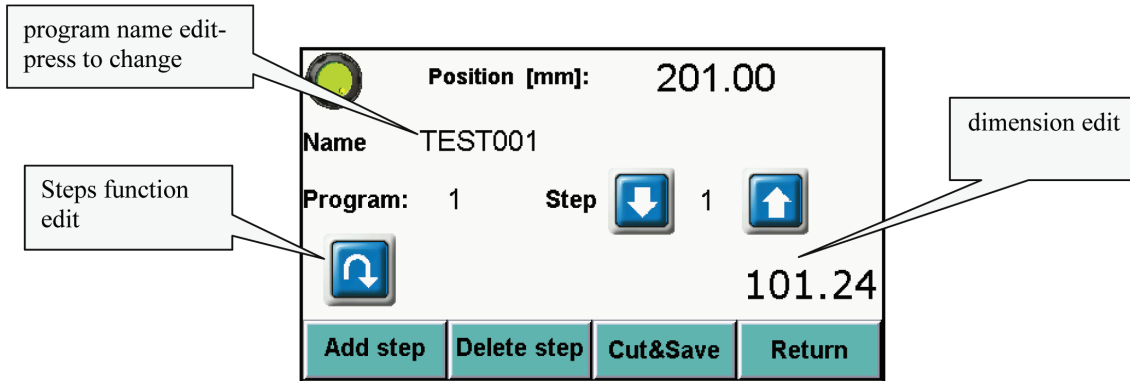 program name edit-
press to change
Position [mm]: 201.00
dimension edit
Name TEST001
Steps function
edit
Program: 1 Step 1
101.24
Add step Delete step Cut&Save Return